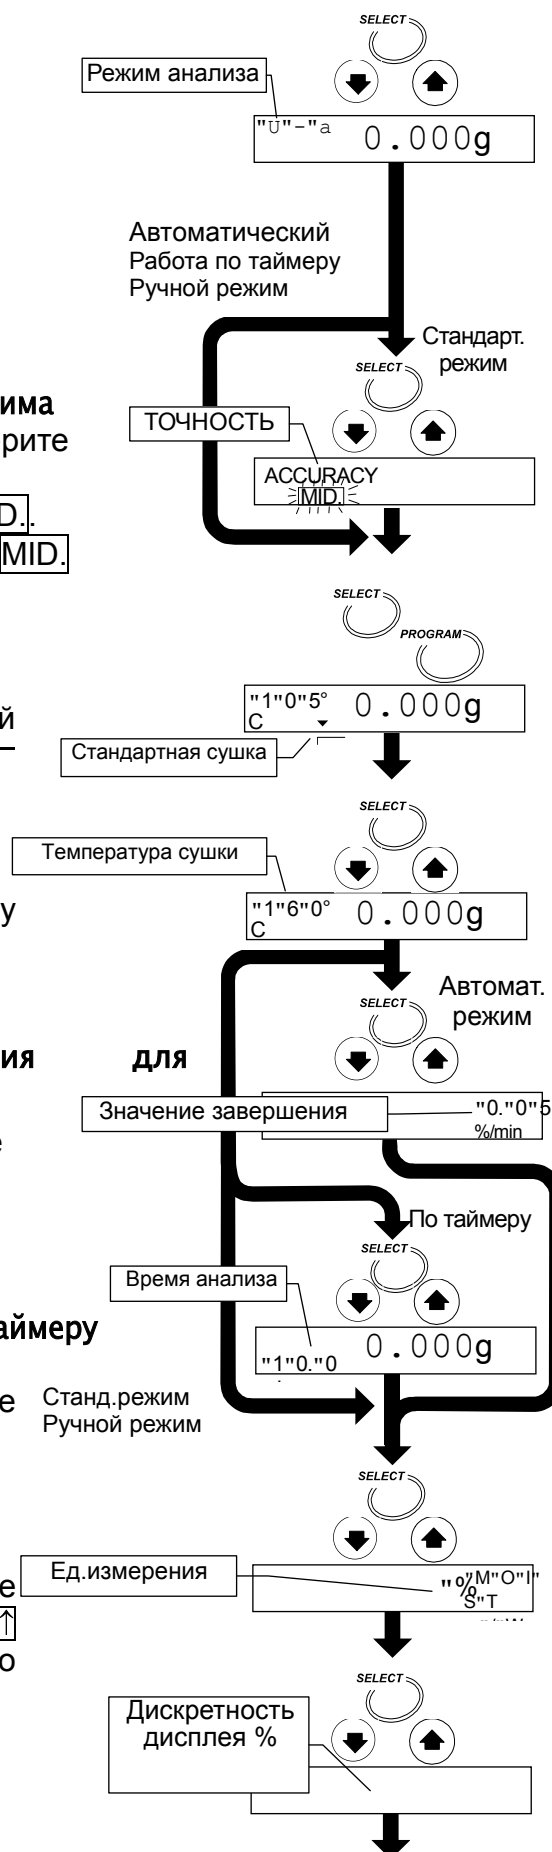 SELECT
Режим анализа
"U"-"a 0.000g
Автоматический
Работа по таймеру
Ручной режим
Стандарт.
режим
SELECT
има
ТОЧНОСТЬ
рите
ACCURACY
MID.
D..
MID.
SELECT
PROGRAM
"1"0"5°
C
0.000g
й
Стандартная сушка
SELECT
Температура сушки
"1"6"0°
C
0.000g
у
Автомат.
режим
SELECT
ия для
Значение завершения
"0."0"5
%/min
е
По таймеру
SELECT
Время анализа
0.000g
"1"0."0
аймеру
е
Станд.режим
Ручной режим
SELECT
Ед.измерения
"%"M"O"I"
S"T
е
↑
о
SELECT
Дискретность
дисплея %